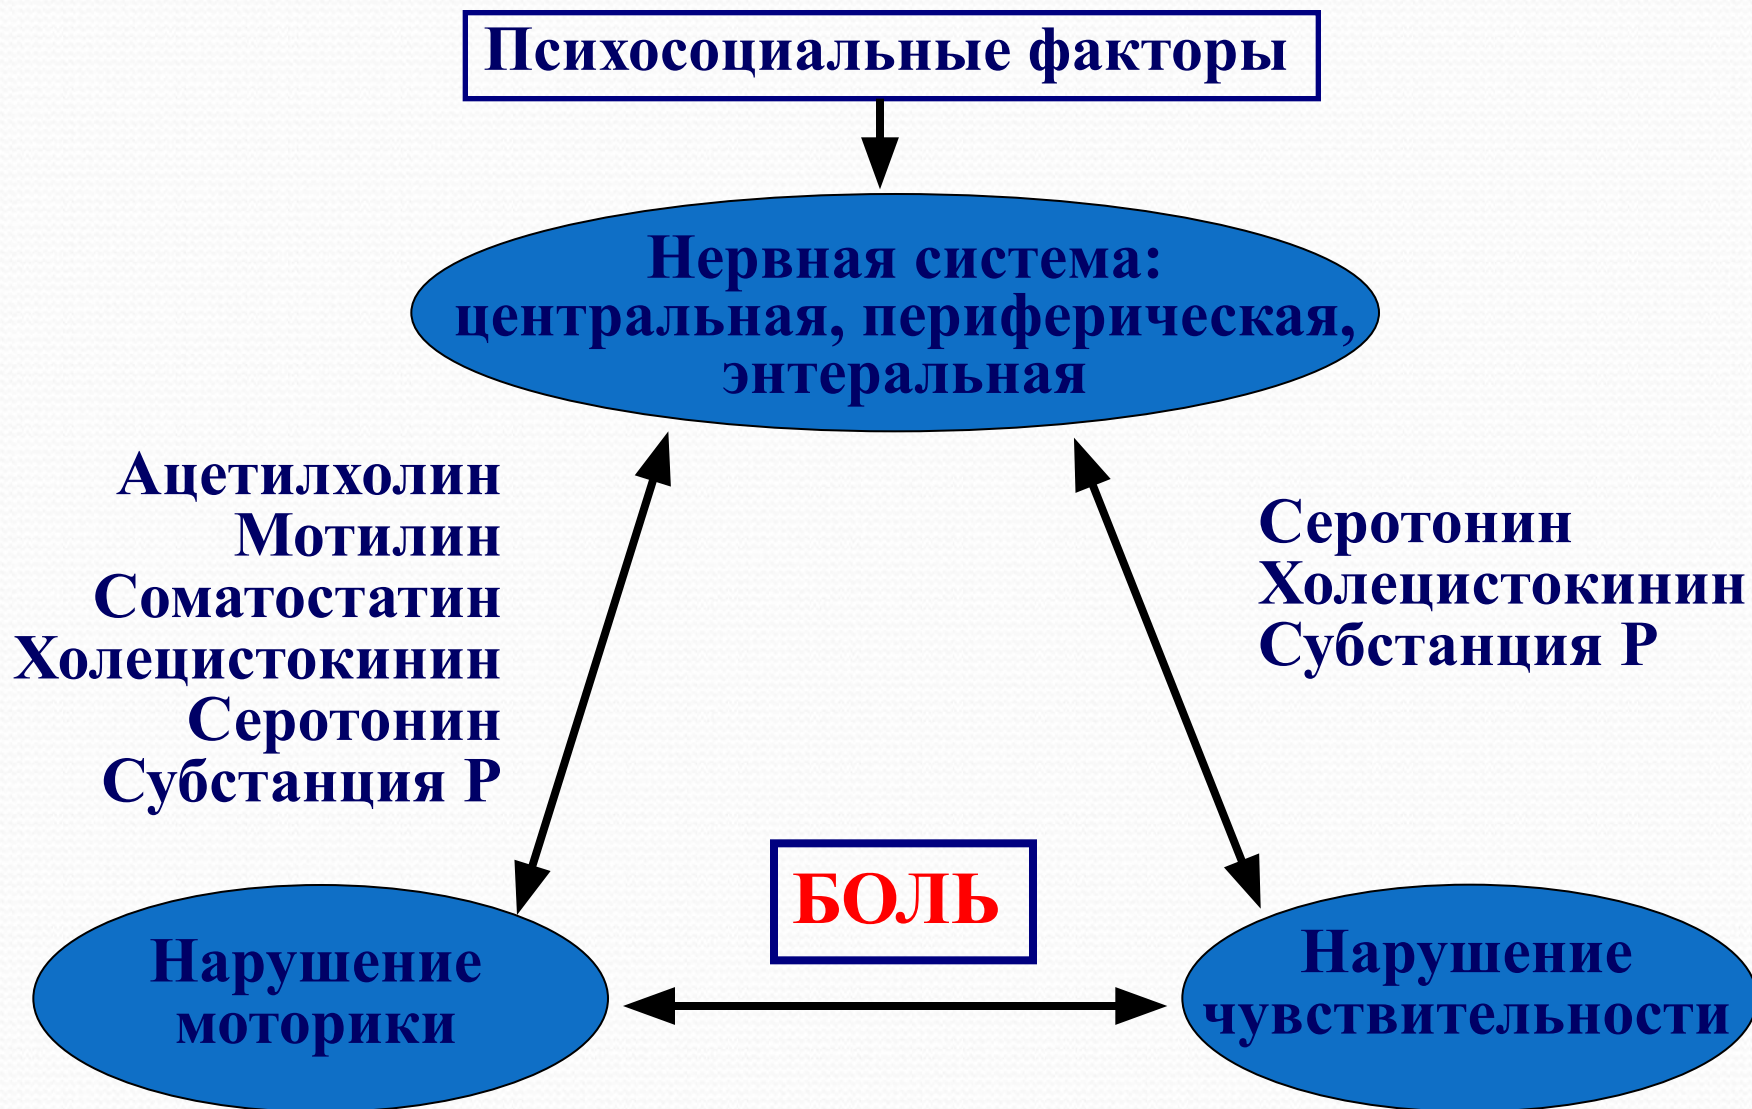 Психосоциальные факторы
Нервная система:
центральная, периферическая,
энтеральная
Ацетилхолин
Мотилин
Соматостатин
Холецистокинин
Серотонин
Субстанция Р
Серотонин
Холецистокинин
Субстанция Р
БОЛЬ
Нарушение
моторики
Нарушение
чувствительности